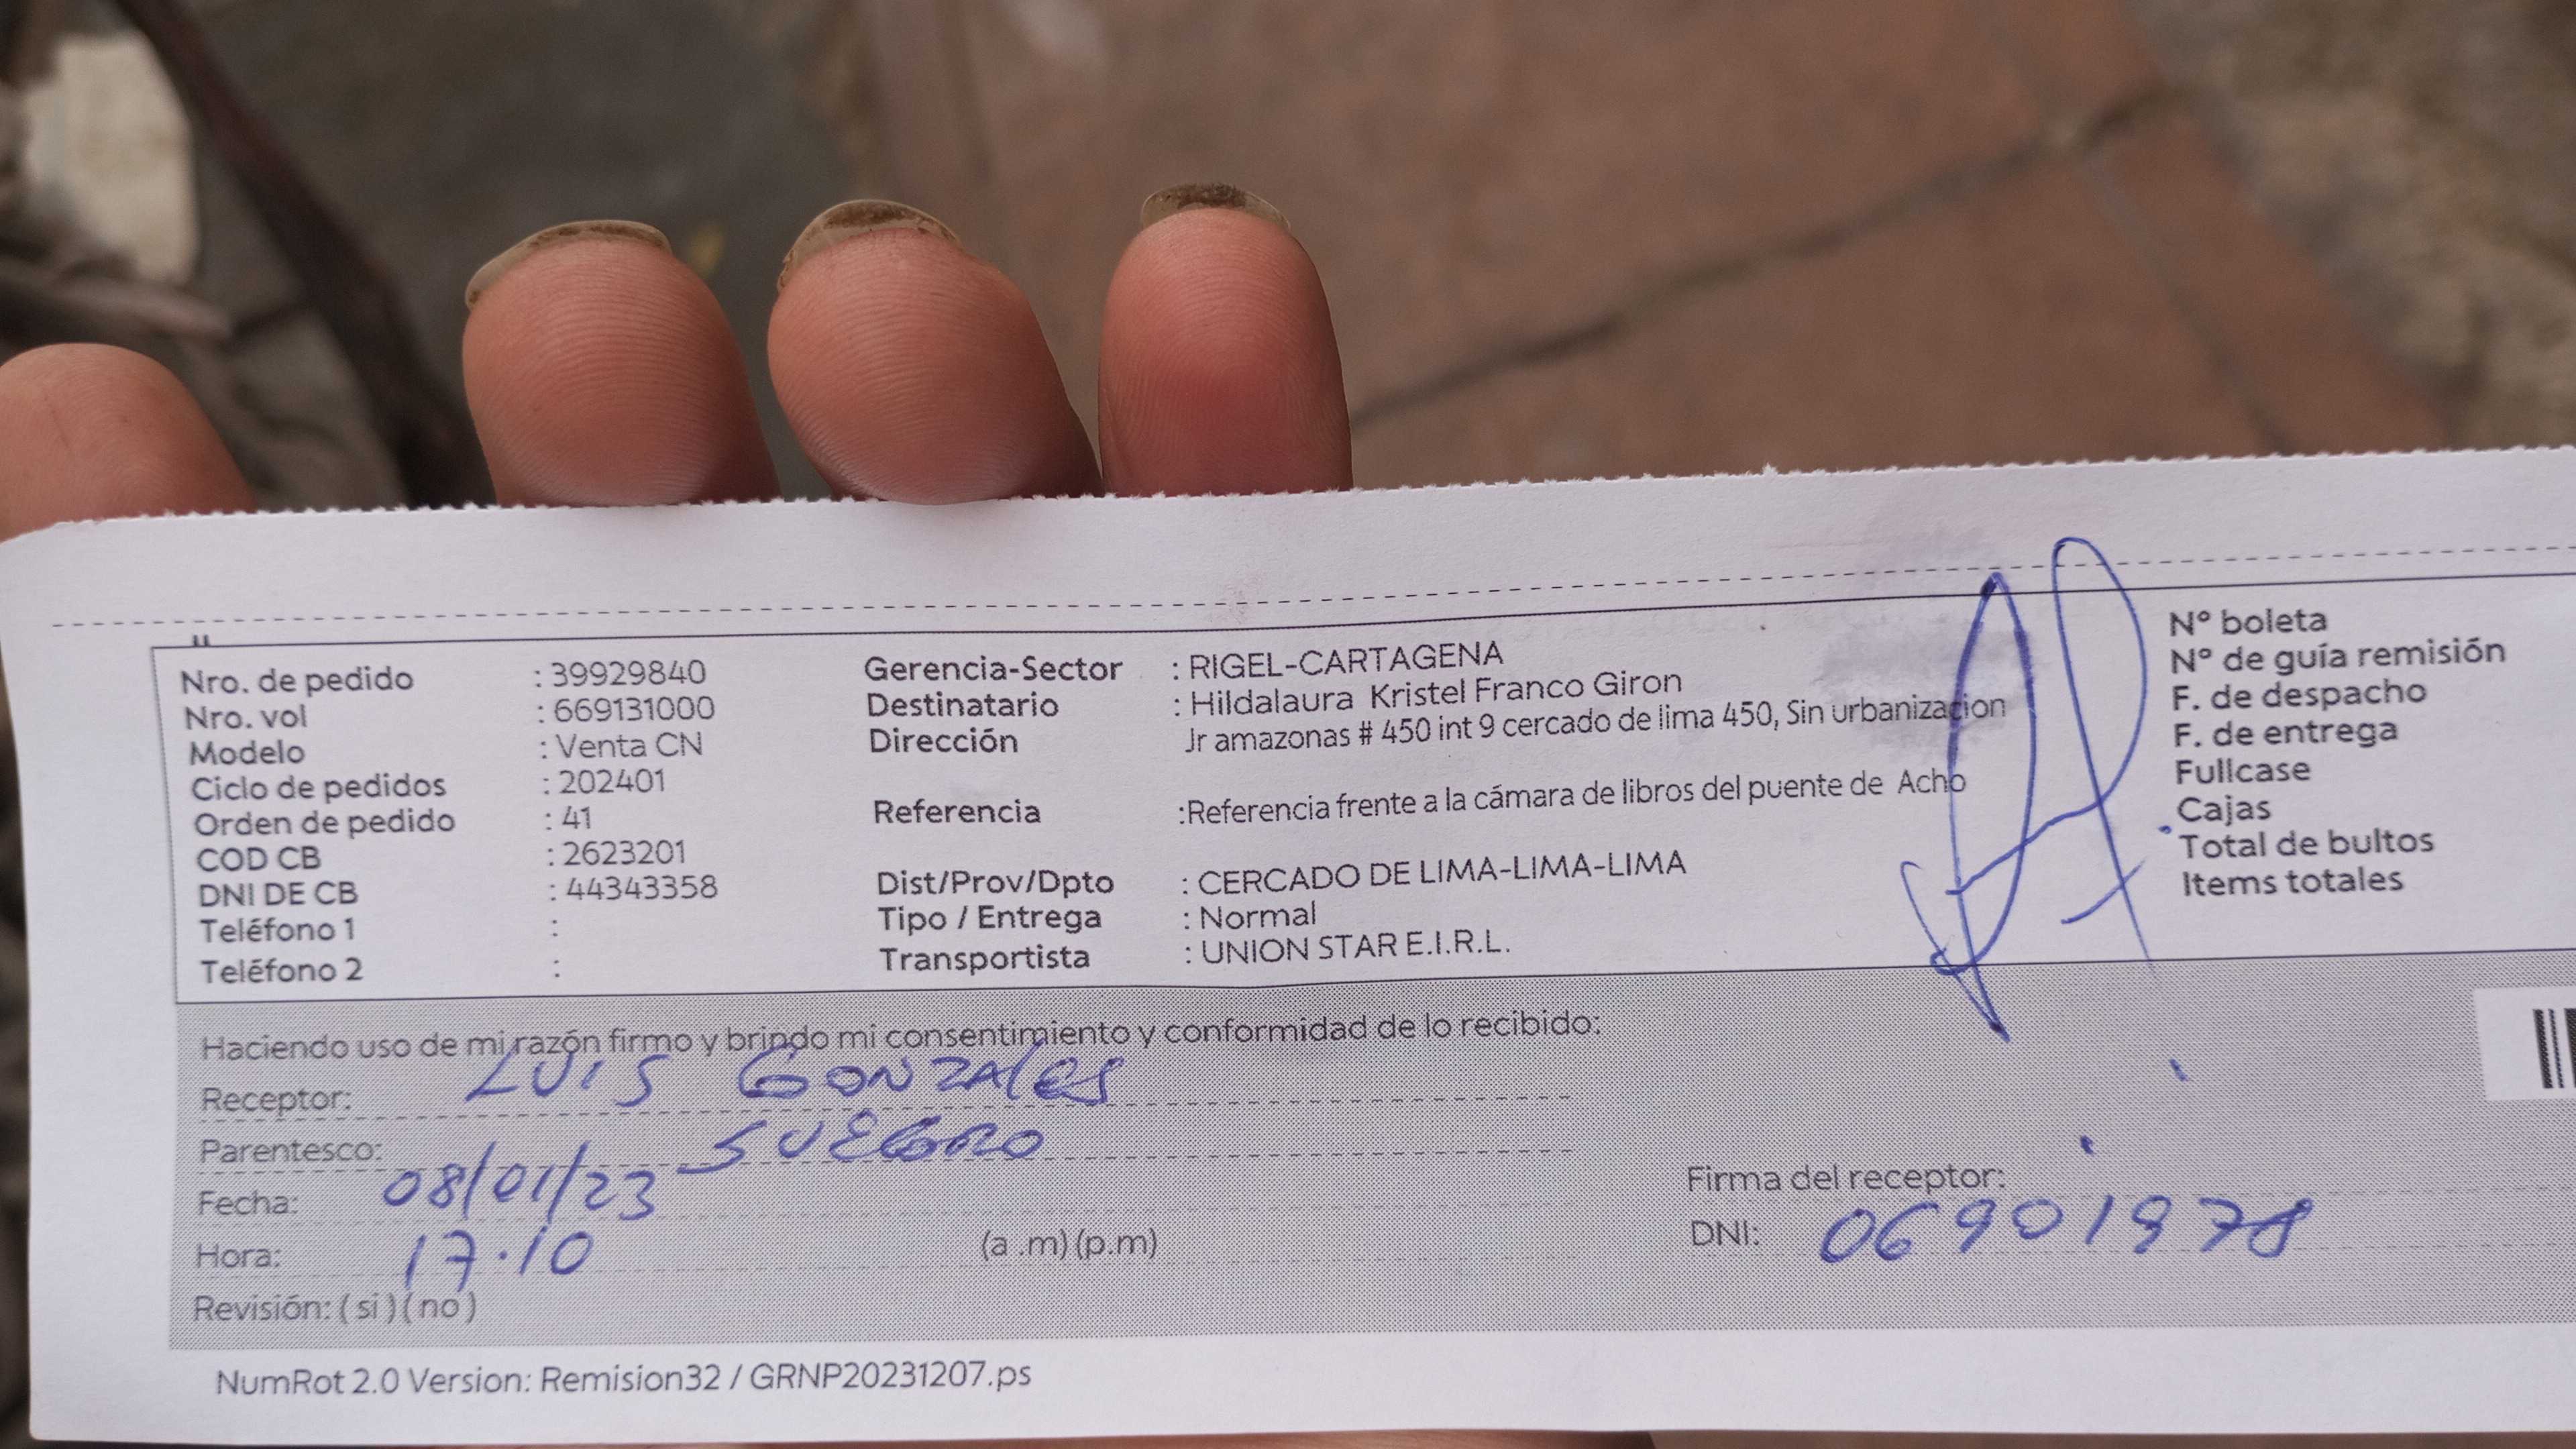 Nro. de pedido : 39929840
Nro. vol : 669131000
Modelo : Venta CN
Ciclo de pedidos : 202401
Orden de pedido : 41
COD CB : 2623201
DNI DE CB : 44343358
Teléfono 1 :
Teléfono 2 :
Gerencia-Sector : RIGEL-CARTAGENA
Destinatario : Hildalaura Kristel Franco Giron
Dirección Jr amazonas # 450 int 9 cercado de lima 450, Sin urbanizacion
Referencia :Referencia frente a la cámara de libros del puente de Acho
Dist/Prov/Dpto : CERCADO DE LIMA-LIMA-LIMA
Tipo / Entrega : Normal
Transportista : UNION STAR E.I.R.L.
N° boleta
N° de guía remisión
F. de despacho
F. de entrega
Fullcase
Cajas
Total de bultos
Items totales
Haciendo uso de mi razón firmo y brindo mi consentimiento y conformidad de lo recibido:
Receptor: LUIS GONZALES
Parentesco: SUEGRO
Fecha: 08/01/23
Hora: 17.10 (a .m) (p.m)
Revisión: ( si ) ( no )
Firma del receptor:
DNI: 06901978
NumRot 2.0 Version: Remision32 / GRNP20231207.ps